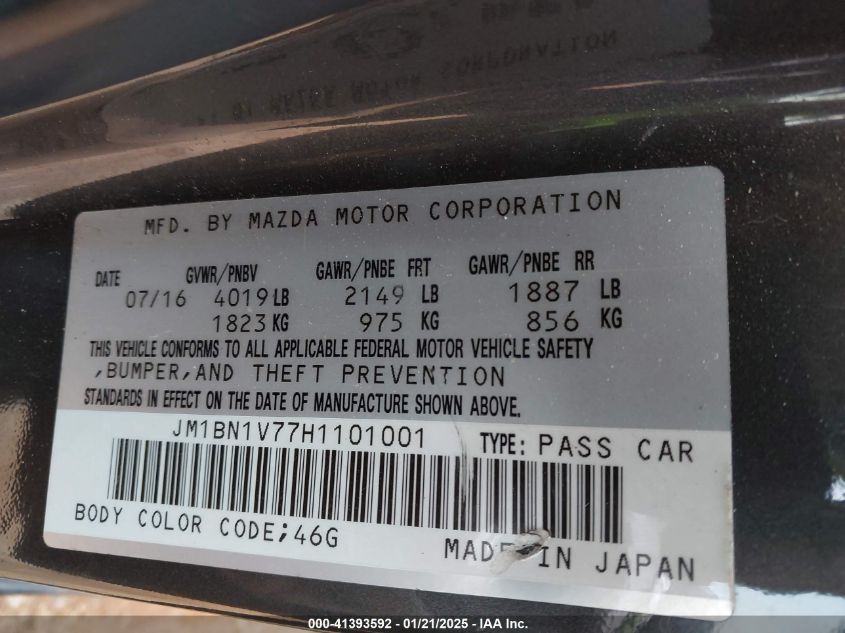 MFD. BY MAZDA MOTOR CORPORATION
DATE GVWR/PNBV GAWR/PNBE FRT GAWR/PNBE RR
07/16 4019 LB 2149 LB 1887 LB
1823 KG 975 KG 856 KG
THIS VEHICLE CONFORMS TO ALL APPLICABLE FEDERAL MOTOR VEHICLE SAFETY
,BUMPER,AND THEFT PREVENTION
STANDARDS IN EFFECT ON THE DATE OF MANUFACTURE SHOWN ABOVE.
JM1BN1V77H1101001 TYPE: PASS CAR
BODY COLOR CODE;46G
MADE IN JAPAN
000-41393592 - 01/21/2025 - IAA Inc.